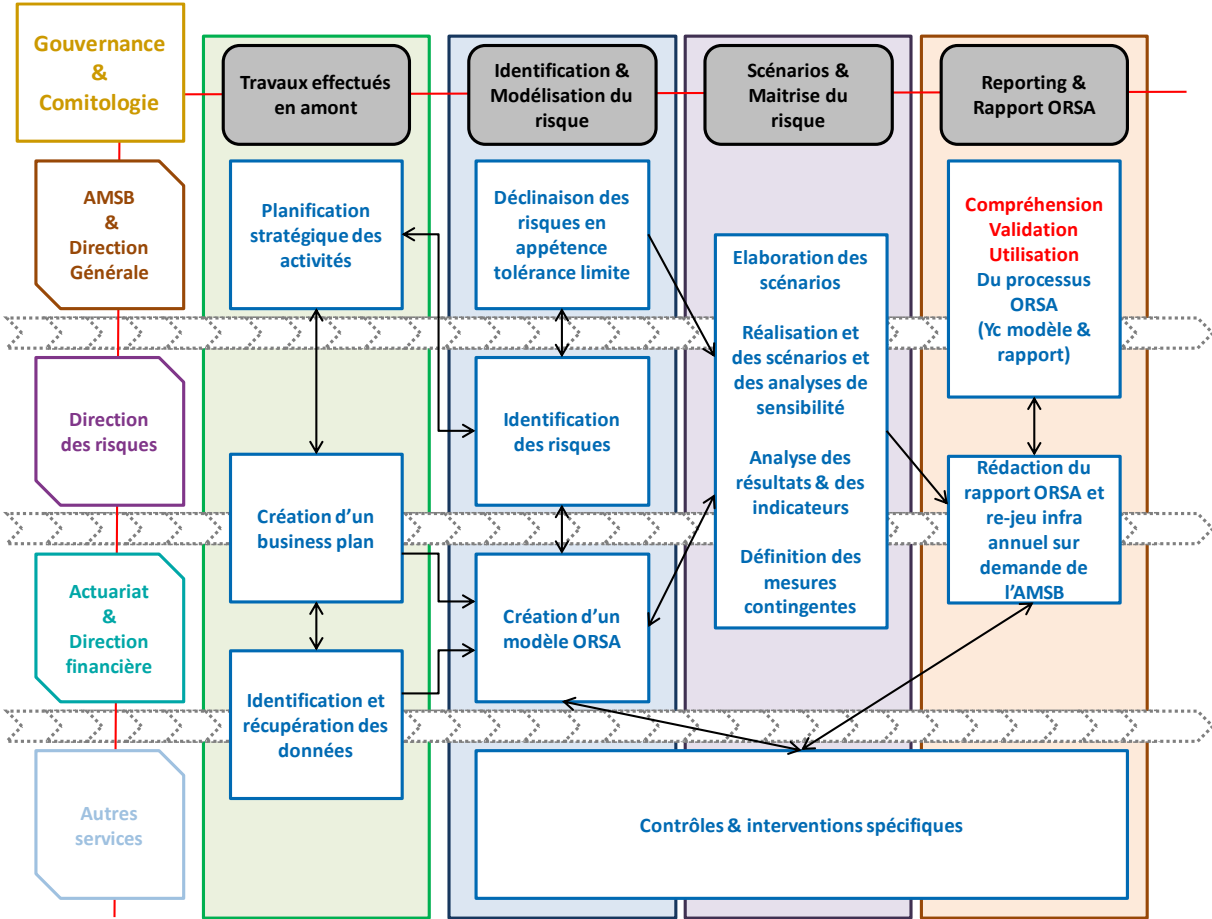 Gouvernance
&
Comitologie
Travaux effectués
en amont
Identification &
Modélisation du
risque
Scénarios &
Maitrise du
risque
Reporting &
Rapport ORSA
AMSB
&
Direction
Générale
Planification
stratégique des
activités
Déclinaison des
risques en
appétence
tolérance limite
Elaboration des
scénarios
Réalisation et
des scénarios et
des analyses de
sensibilité
Analyse des
résultats & des
indicateurs
Définition des
mesures
contingentes
Compréhension
Validation
Utilisation
Du processus
ORSA
(Yc modèle &
rapport)
Direction
des risques
Identification
des risques
Création d'un
business plan
Rédaction du
rapport ORSA et
re-jeu infra
annuel sur
demande de
l'AMSB
Actuariat
&
Direction
financière
Création d'un
modèle ORSA
Identification et
récupération des
données
Autres
services
Contrôles & interventions spécifiques